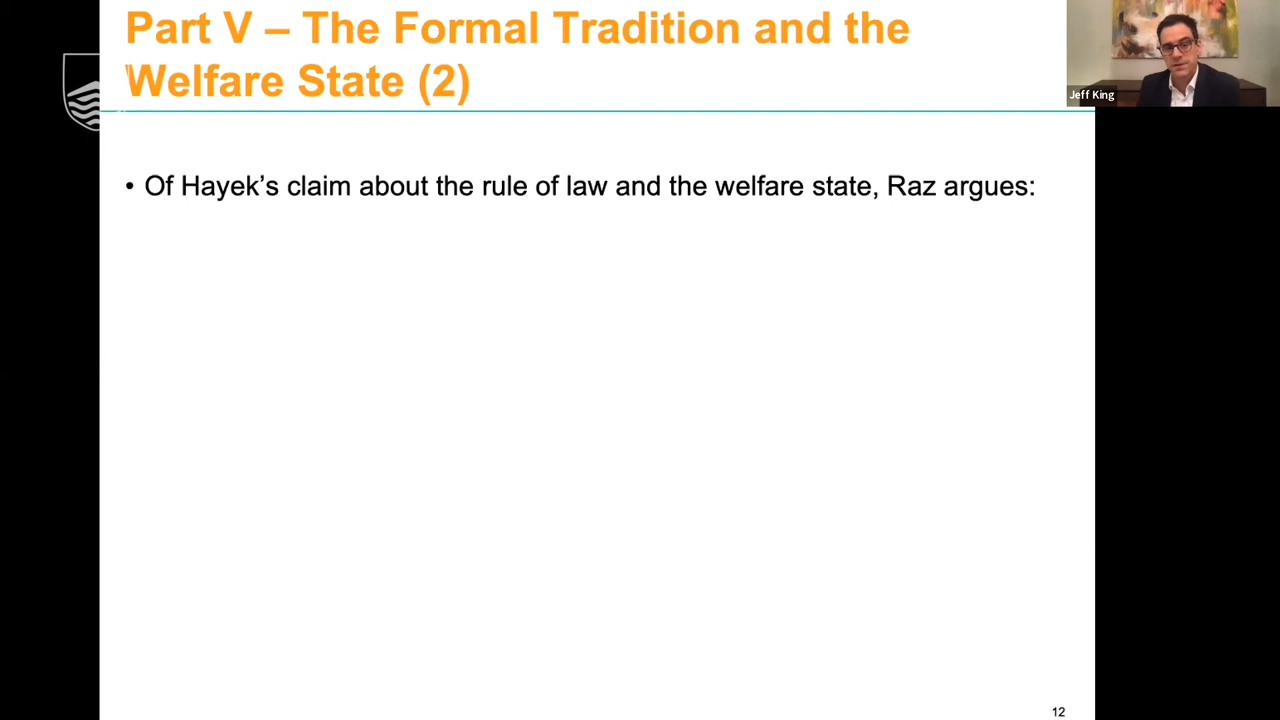 Part V – The Formal Tradition and the
Welfare State (2)
Jeff King
• Of Hayek’s claim about the rule of law and the welfare state, Raz argues:
12